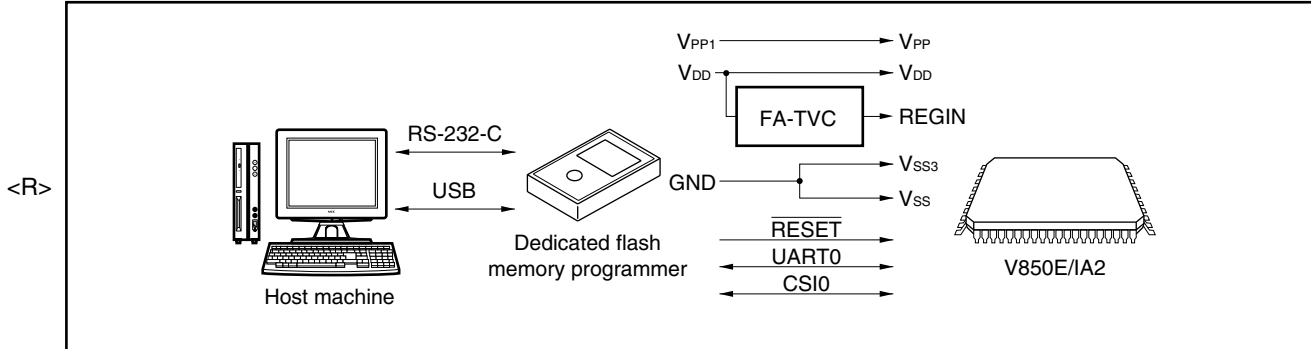 <R>
Host machine
RS-232-C
USB
Dedicated flash
memory programmer
VPP1
VPP
VDD
VDD
FA-TVC
REGIN
GND
VSS3
VSS
RESET
UART0
CSI0
V850E/IA2